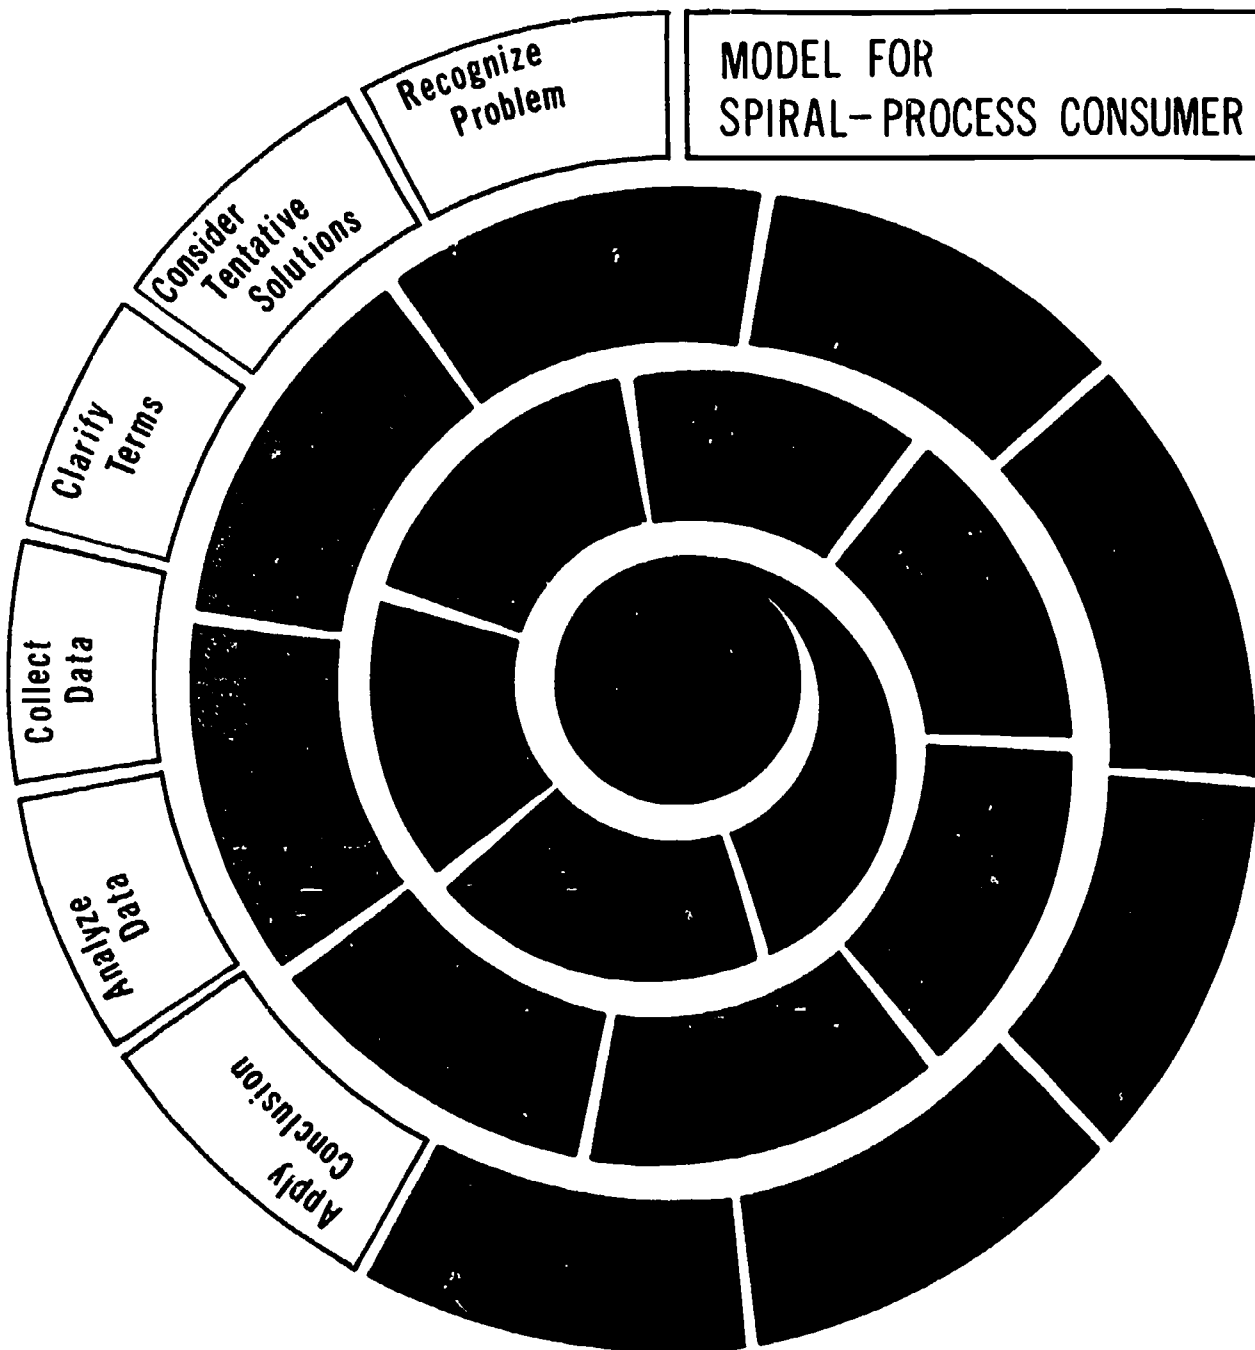 MODEL FOR
SPIRAL-PROCESS CONSUMER
Recognize
Problem
Consider
Tentative
Solutions
Clarify
Terms
Collect
Data
Analyze
Data
Apply
Conclusion